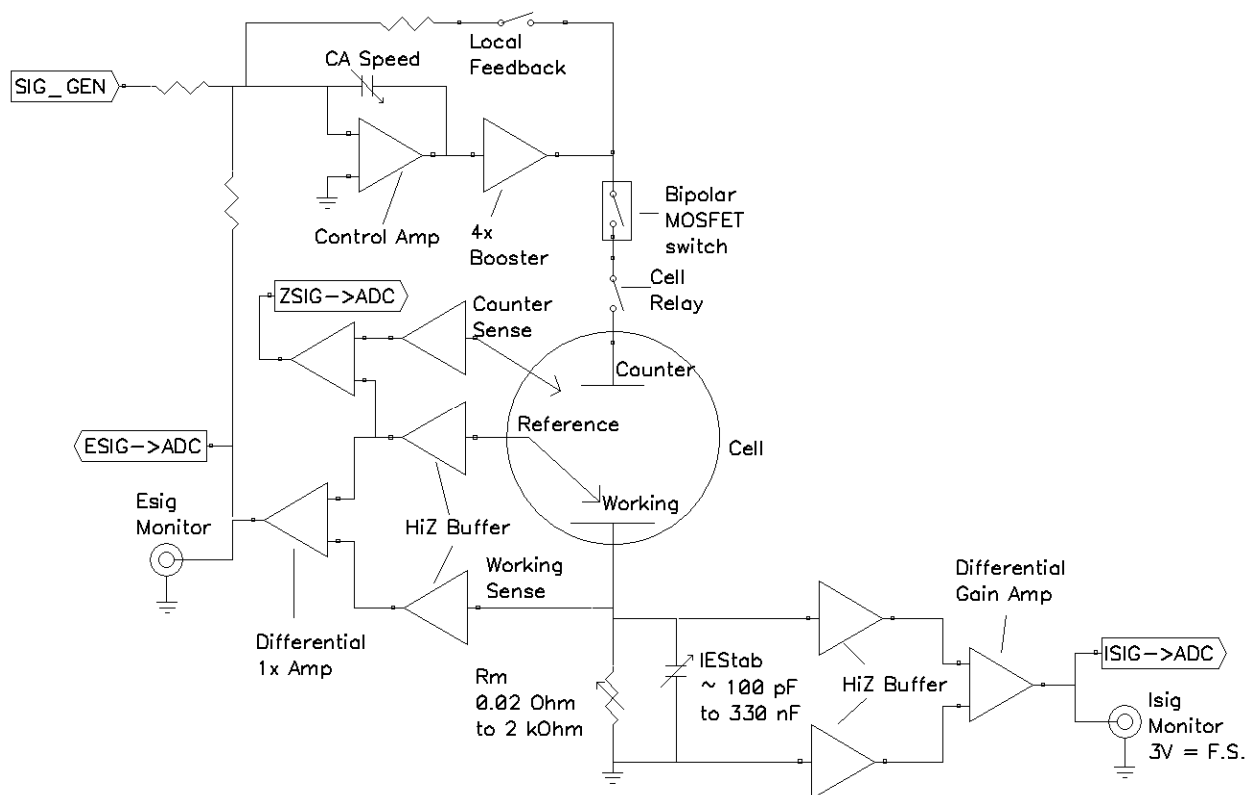 Local
Feedback
CA Speed
SIG_GEN
Control Amp
4x
Booster
Bipolar
MOSFET
switch
Cell
Relay
ZSIG->ADC
Counter
Sense
Counter
Reference
Cell
ESIG->ADC
Working
Esig
Monitor
HiZ Buffer
Working
Sense
Differential
1x Amp
Differential
Gain Amp
Rm
0.02 Ohm
to 2 kOhm
IEStab
~ 100 pF
to 330 nF
HiZ Buffer
ISIG->ADC
Isig
Monitor
3V = F.S.